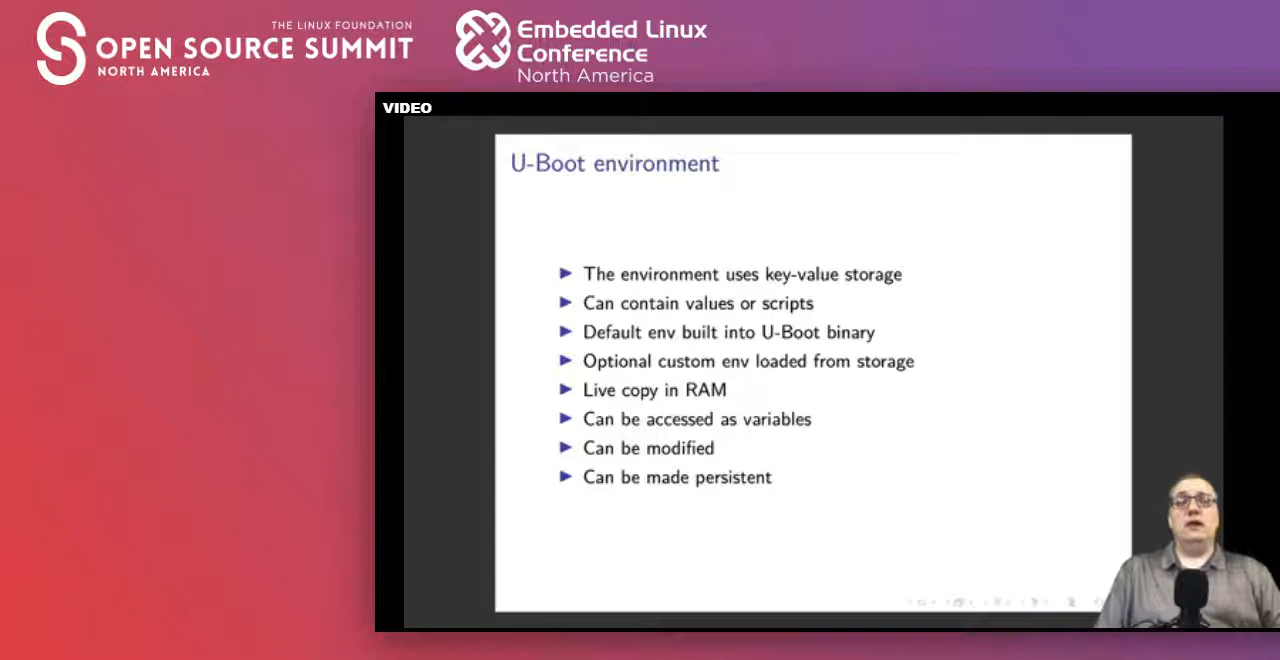 THE LINUX FOUNDATION
OPEN SOURCE SUMMIT
NORTH AMERICA
Embedded Linux
Conference
North America
VIDEO
U-Boot environment
The environment uses key-value storage
Can contain values or scripts
Default env built into U-Boot binary
Optional custom env loaded from storage
Live copy in RAM
Can be accessed as variables
Can be modified
Can be made persistent